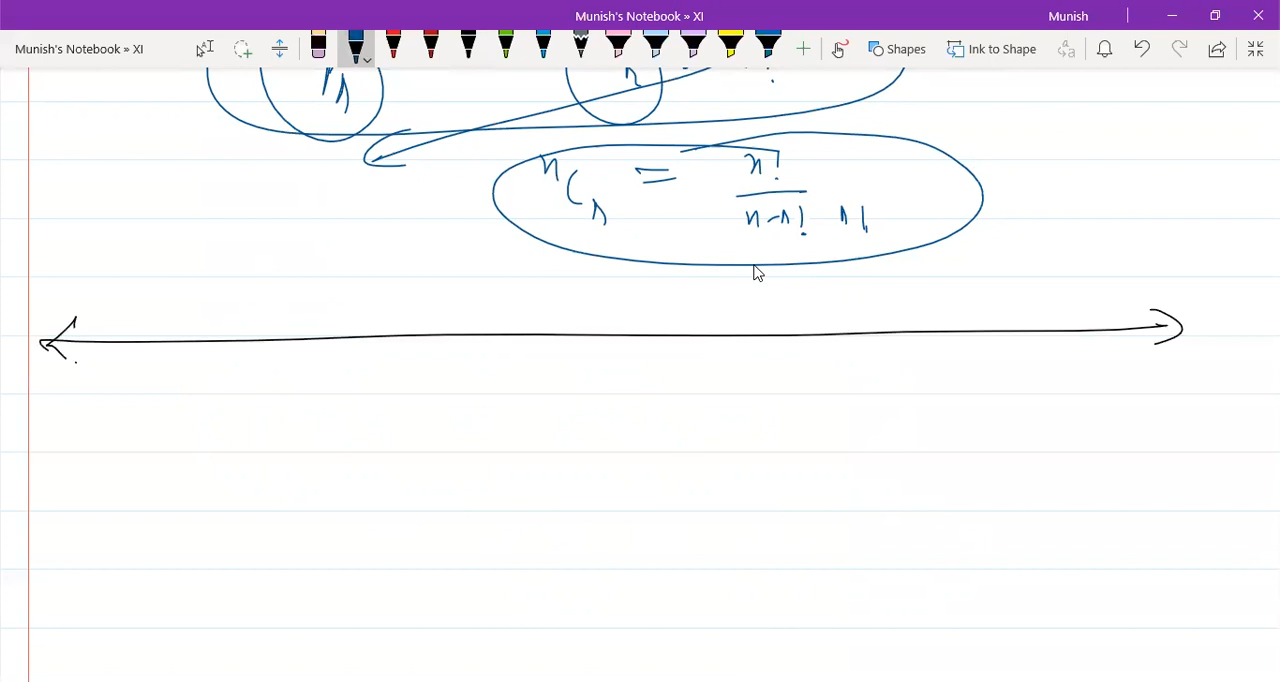 Munish's Notebook » XI
Munish
Munish's Notebook » XI
Shapes
Ink to Shape
nCr = n!
n-r! r!